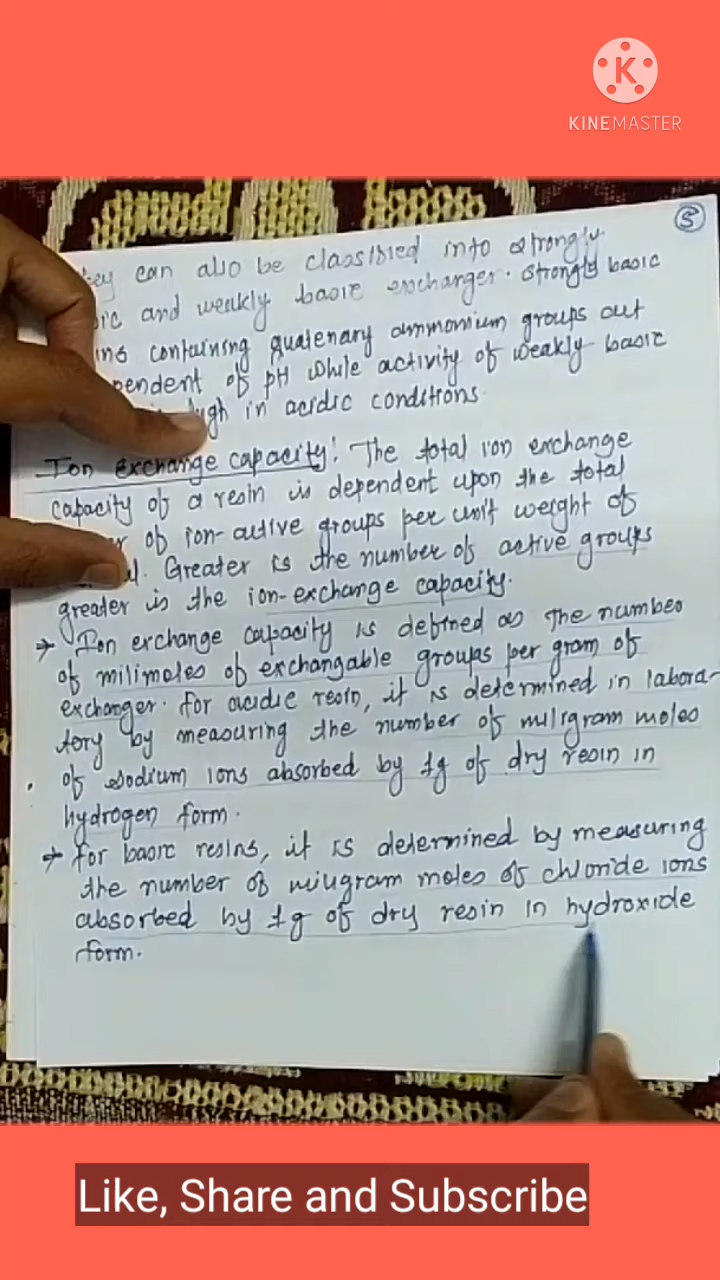 KINEMASTER
5
can also be classified into strongly
and weakly basic exchanger. Strongly basic
containing quatenary ammonium groups out
of pH while activity of weakly basic
in acidic conditions.
Ion exchange capacity: The total ion exchange
capacity of a resin is dependent upon the total
of ion-active groups per unit weight of
Greater is the number of active groups
greater is the ion-exchange capacity.
→ Ion exchange capacity is defined as the number
of milimoles of exchangable groups per gram of
exchanger. for acidic resin, it is determined in labora-
tory by measuring the number of miligram moles
of sodium ions absorbed by 1g of dry resin in
hydrogen form.
→ for basic resins, it is determined by measuring
the number of miligram moles of chloride ions
absorbed by 1g of dry resin in hydroxide
form.
Like, Share and Subscribe